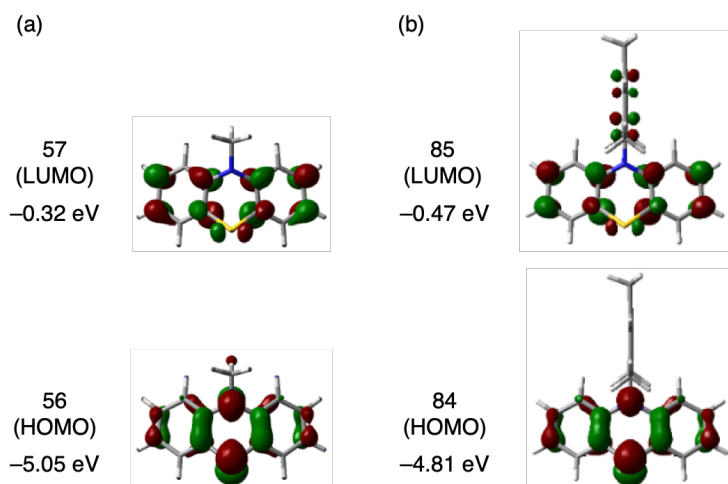 (a)
57
(LUMO)
–0.32 eV
56
(HOMO)
–5.05 eV
(b)
85
(LUMO)
–0.47 eV
84
(HOMO)
–4.81 eV